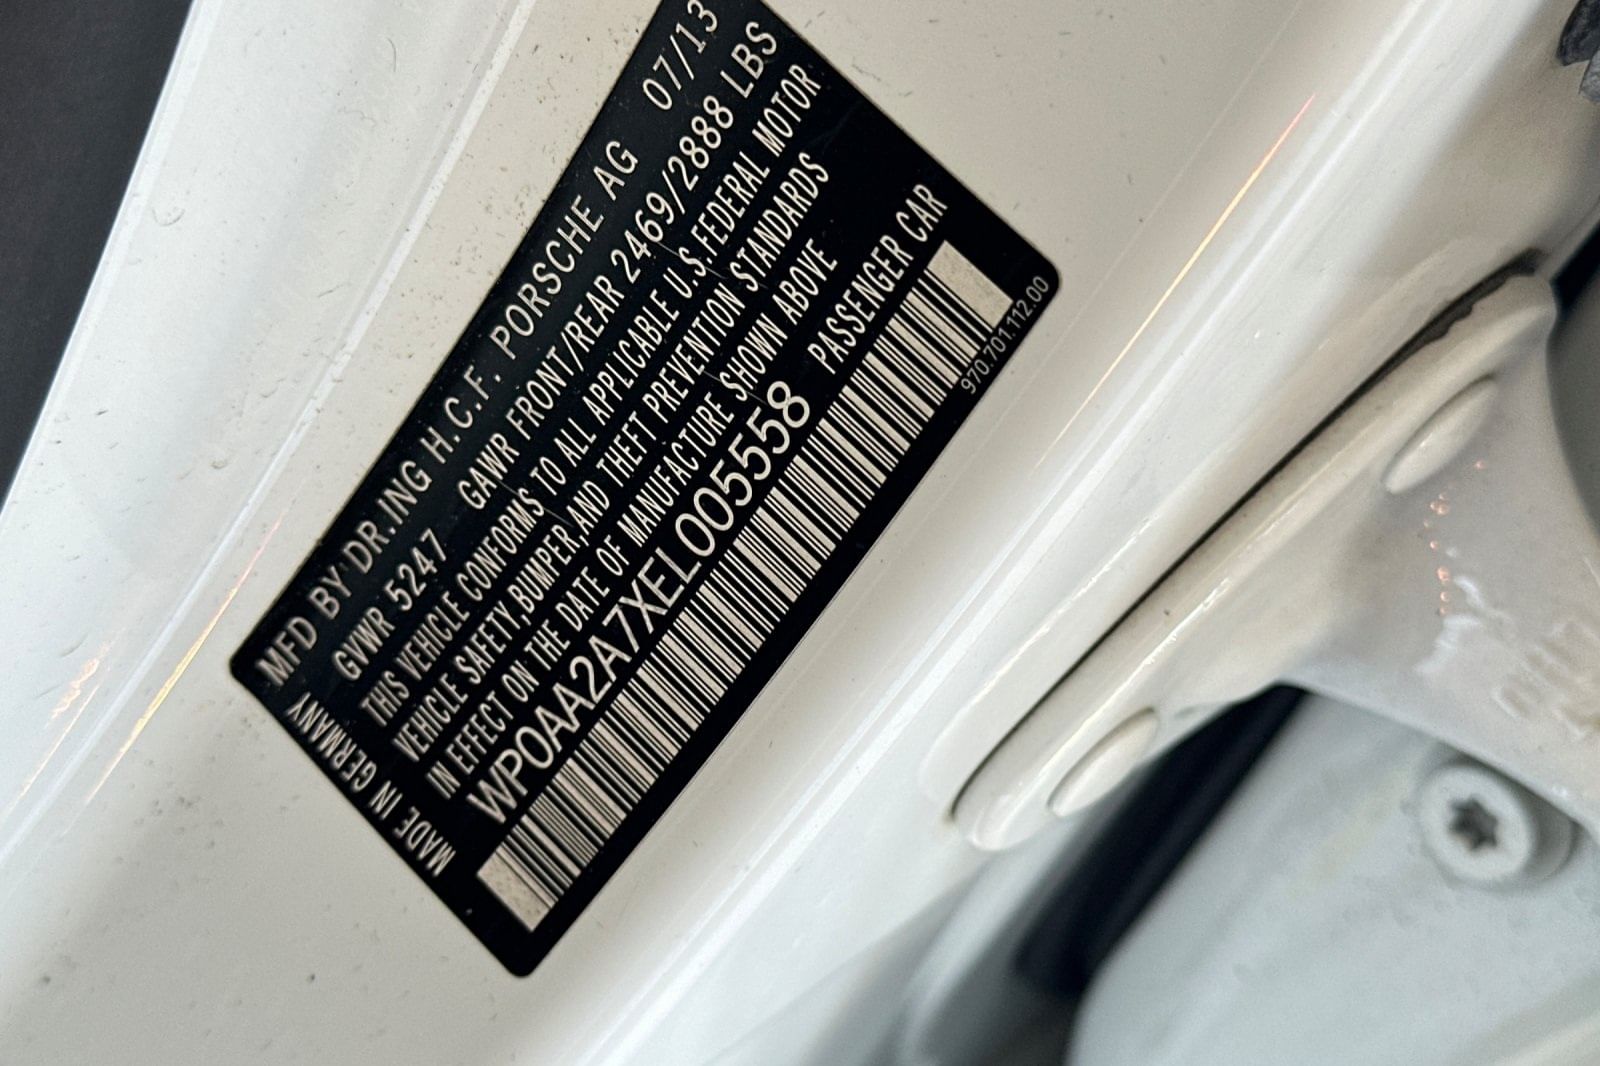 MFD BY DR.ING H.C.F. PORSCHE AG 07/13
GVWR 5247 GAWR FRONT/REAR 2469/2888 LBS
THIS VEHICLE CONFORMS TO ALL APPLICABLE U.S.FEDERAL MOTOR
VEHICLE SAFETY,BUMPER,AND THEFT PREVENTION STANDARDS
IN EFFECT ON THE DATE OF MANUFACTURE SHOWN ABOVE
WP0AA2A7XEL005558 PASSENGER CAR
MADE IN GERMANY
970.701.112.00